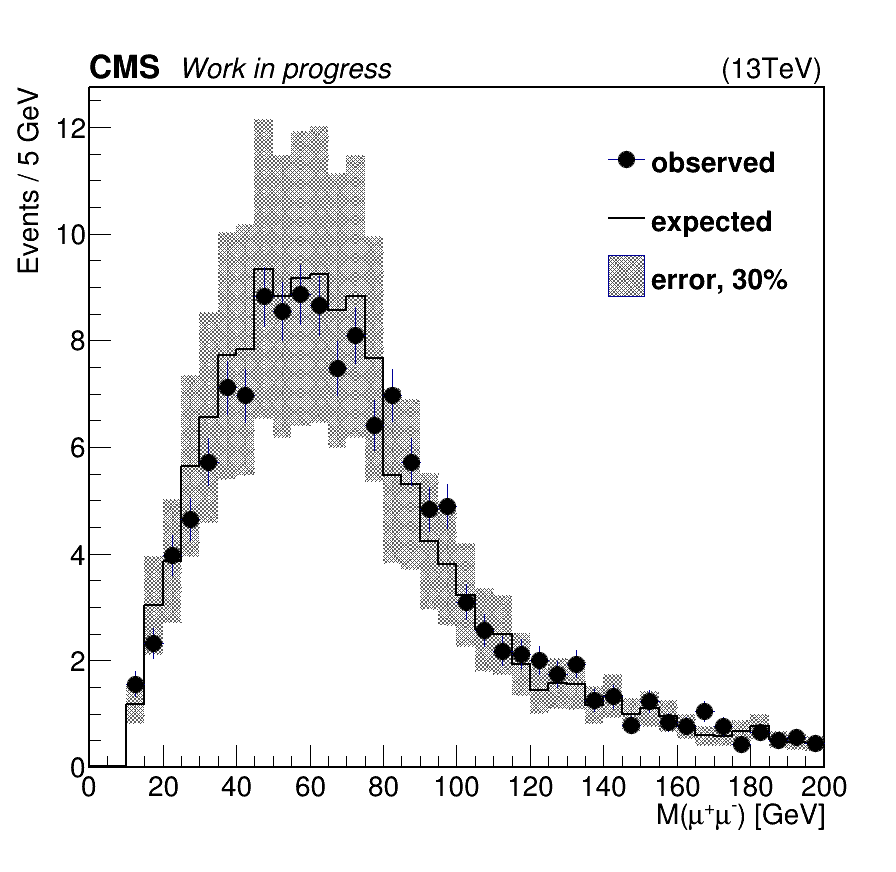 CMS Work in progress (13TeV)
Events / 5 GeV
12
10
8
6
4
2
0
observed
expected
error, 30%
0 20 40 60 80 100 120 140 160 180 200
M(μ⁺μ⁻) [GeV]